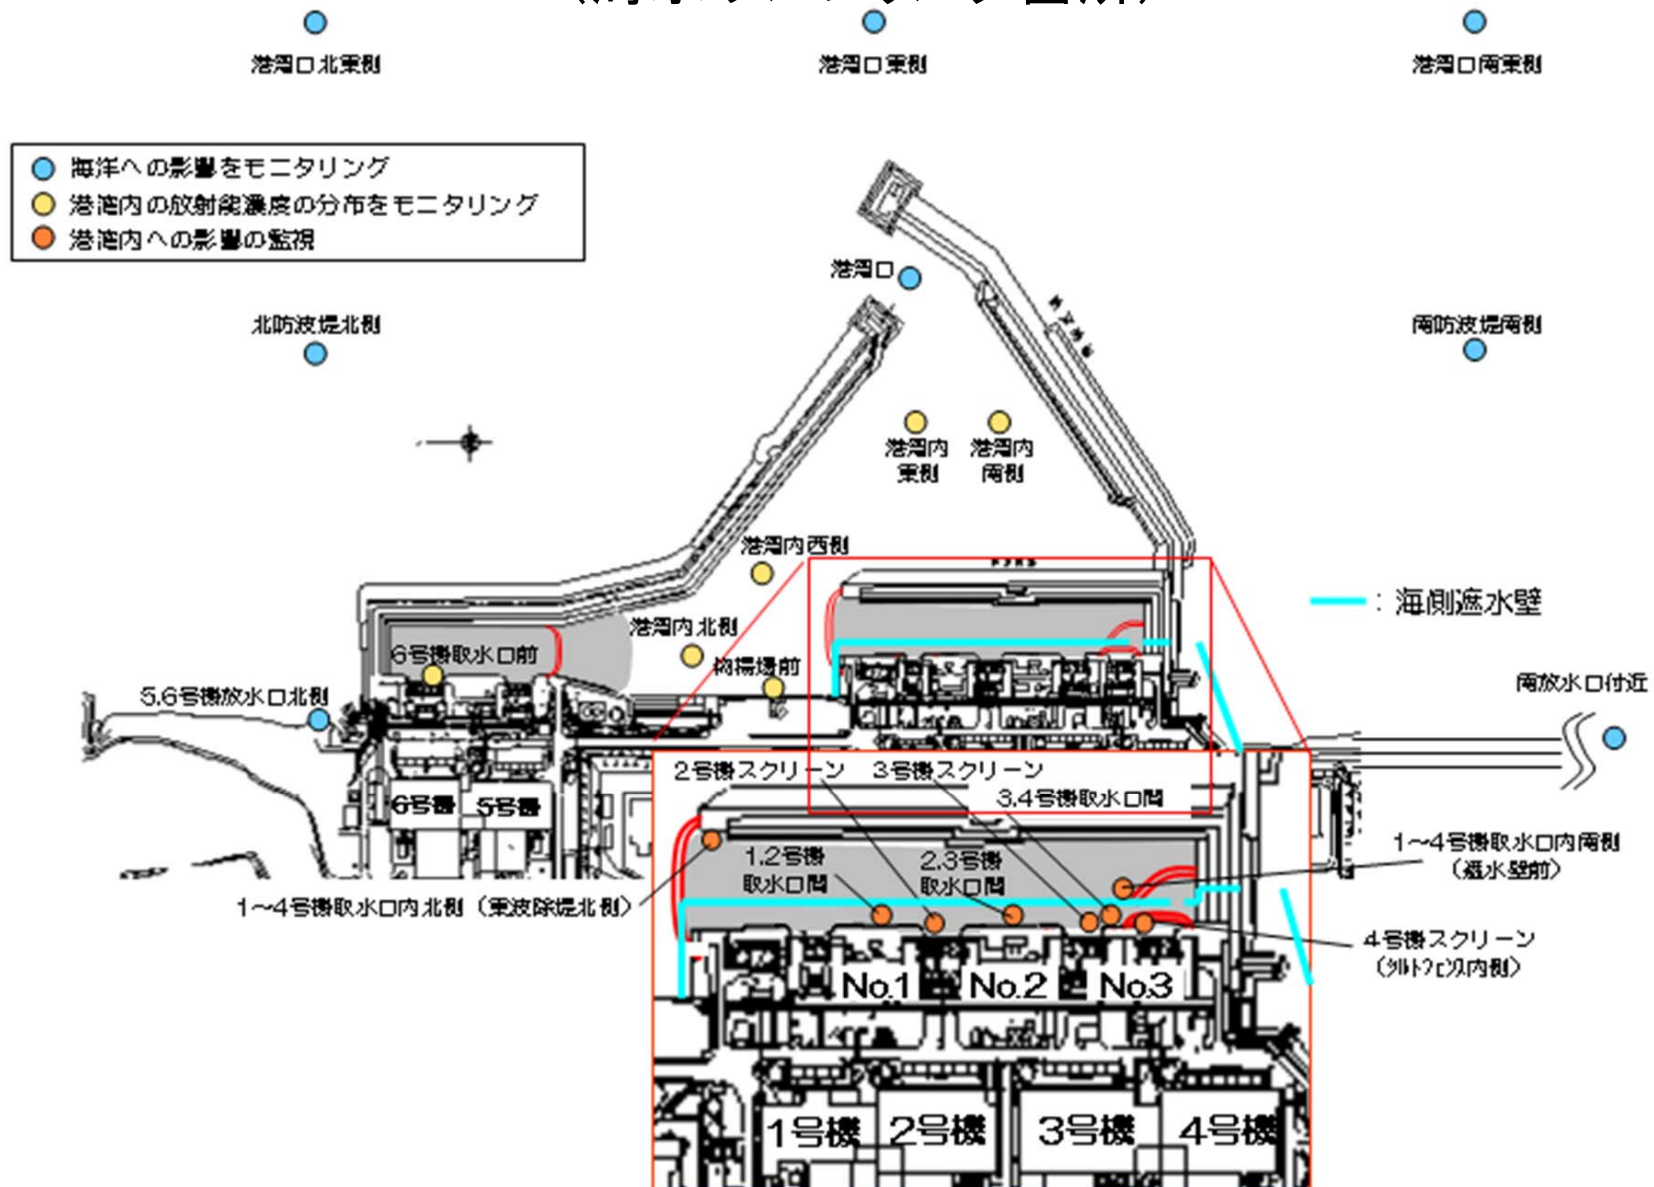 港湾口北東側
港湾口東側
港湾口南東側
海洋への影響をモニタリング
港湾内の放射能濃度の分布をモニタリング
港湾内への影響の監視
港湾口
北防波堤北側
南防波堤南側
港湾内
東側
港湾内
南側
港湾内西側
:海側遮水壁
港湾内北側
6号機取水口前
物揚場前
5.6号機放水口北側
南放水口付近
2号機スクリーン
3号機スクリーン
3.4号機取水口間
6号機
5号機
1.2号機
取水口間
2.3号機
取水口間
1〜4号機取水口内南側
(遮水壁前)
1〜4号機取水口内北側(東波除堤北側)
4号機スクリーン
(シルトフェンス内側)
No.1
No.2
No.3
1号機
2号機
3号機
4号機